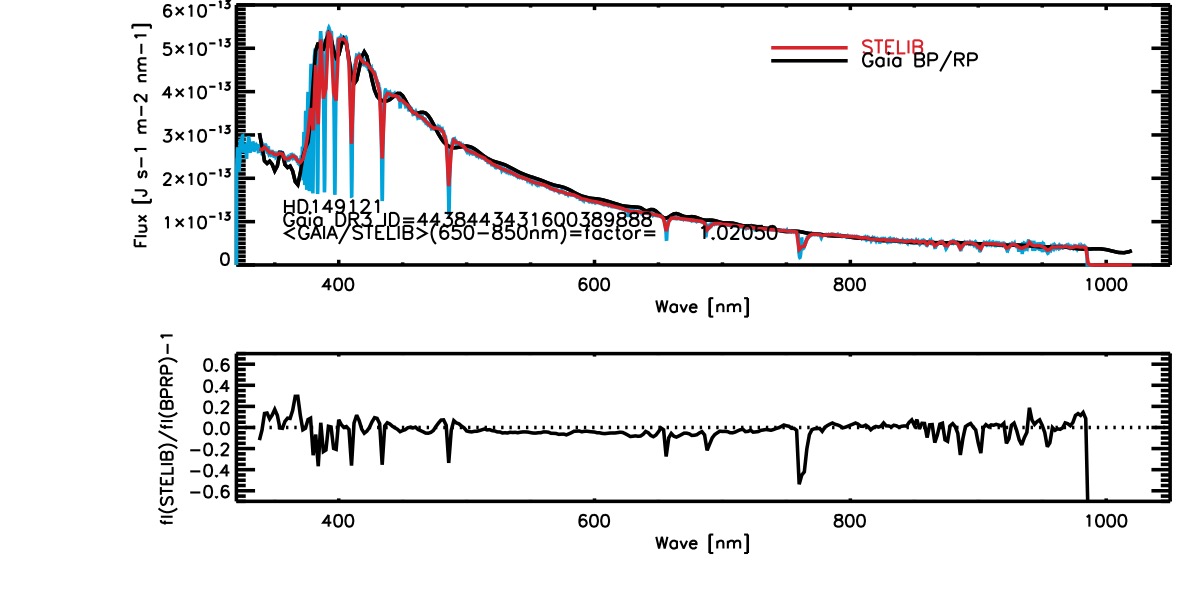 6×10−13
5×10−13
4×10−13
3×10−13
2×10−13
1×10−13
0
Flux [J s−1 m−2 nm−1]
STELIB
Gaia BP/RP
HD149121
Gaia DR3 ID=4438443431600389888
<GAIA/STELIB>(650−850nm)=factor= 1.02050
400 600 800 1000
Wave [nm]
fl(STELIB)/fl(BPRP)−1
0.6
0.4
0.2
0.0
−0.2
−0.4
−0.6
400 600 800 1000
Wave [nm]